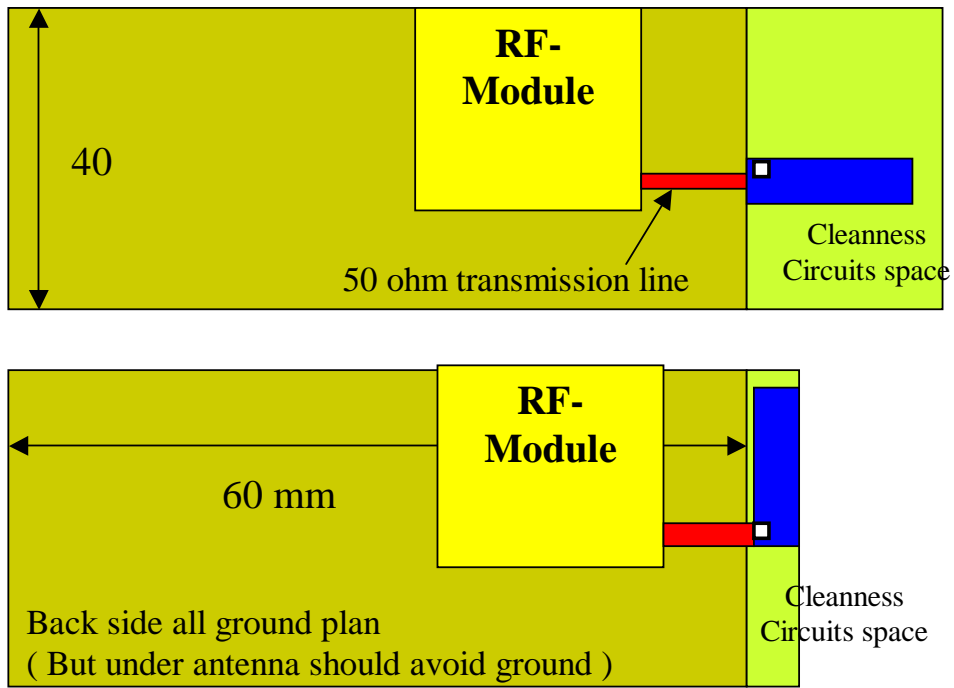 RF-
Module
40
50 ohm transmission line
Cleanness
Circuits space
RF-
Module
60 mm
Back side all ground plan
( But under antenna should avoid ground )
Cleanness
Circuits space